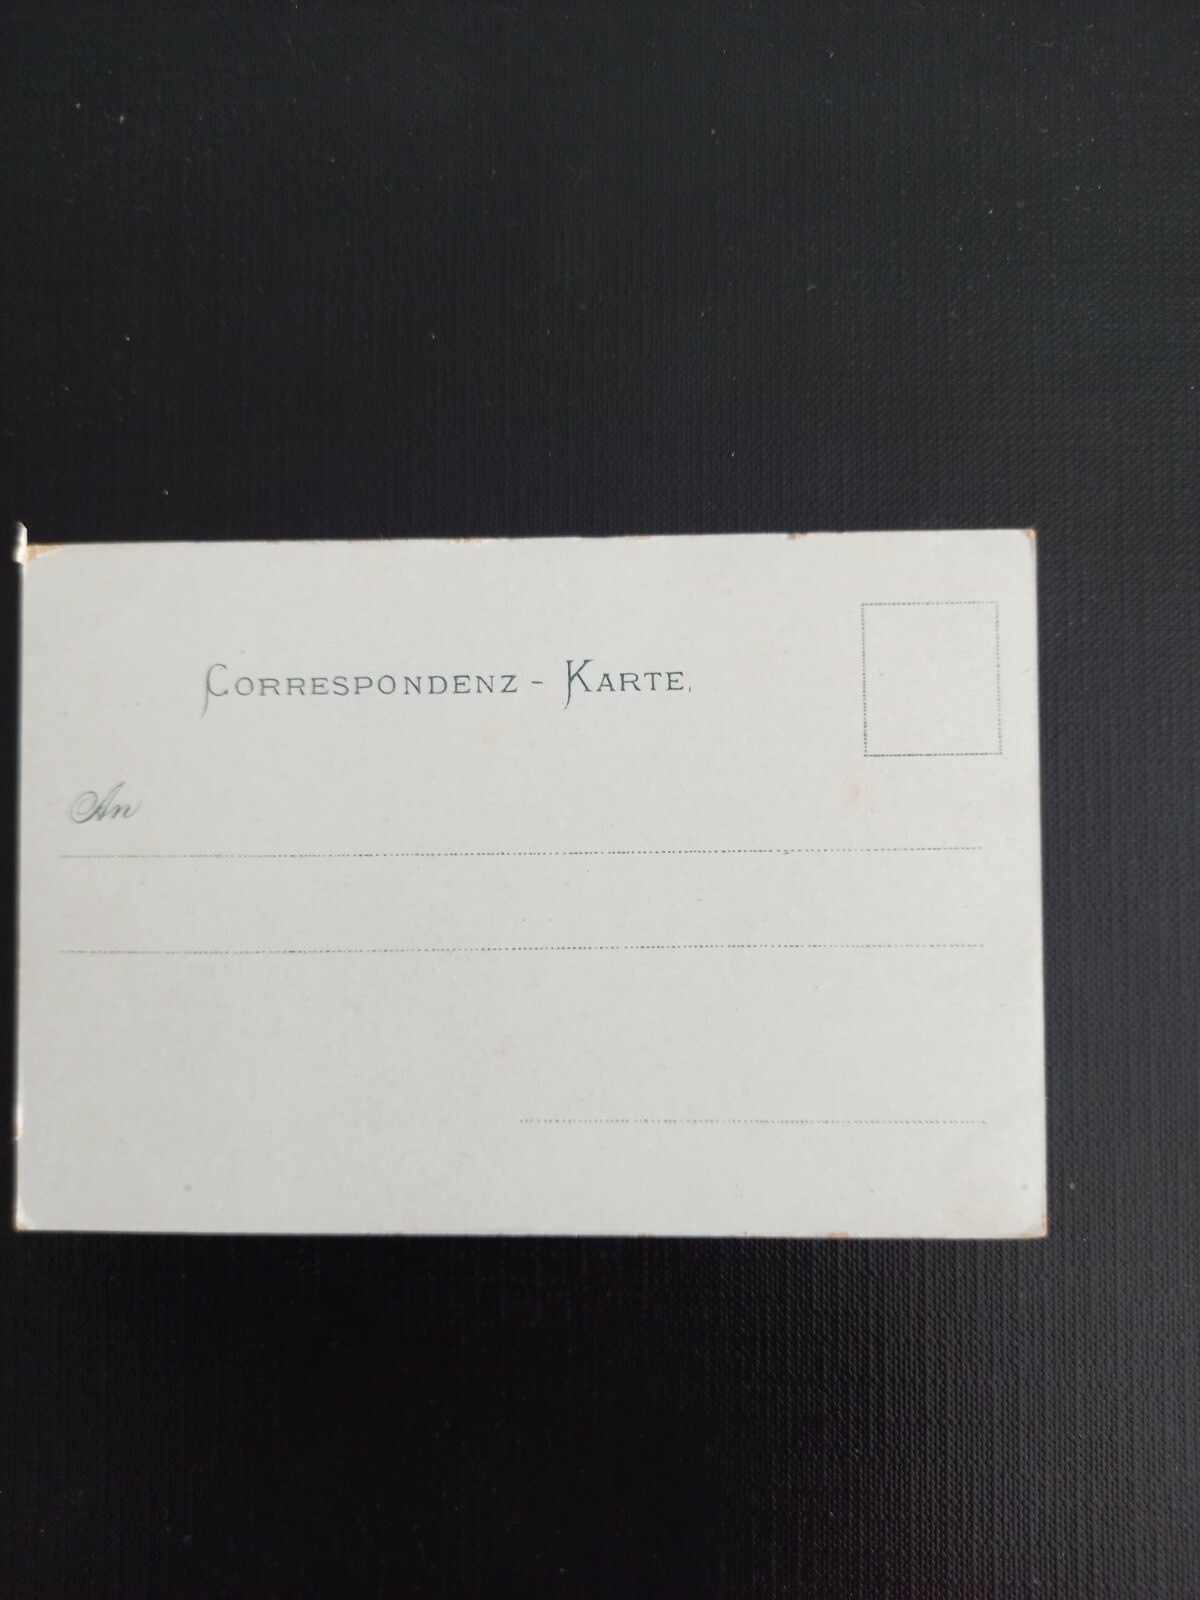 Correspondenz - Karte.
An